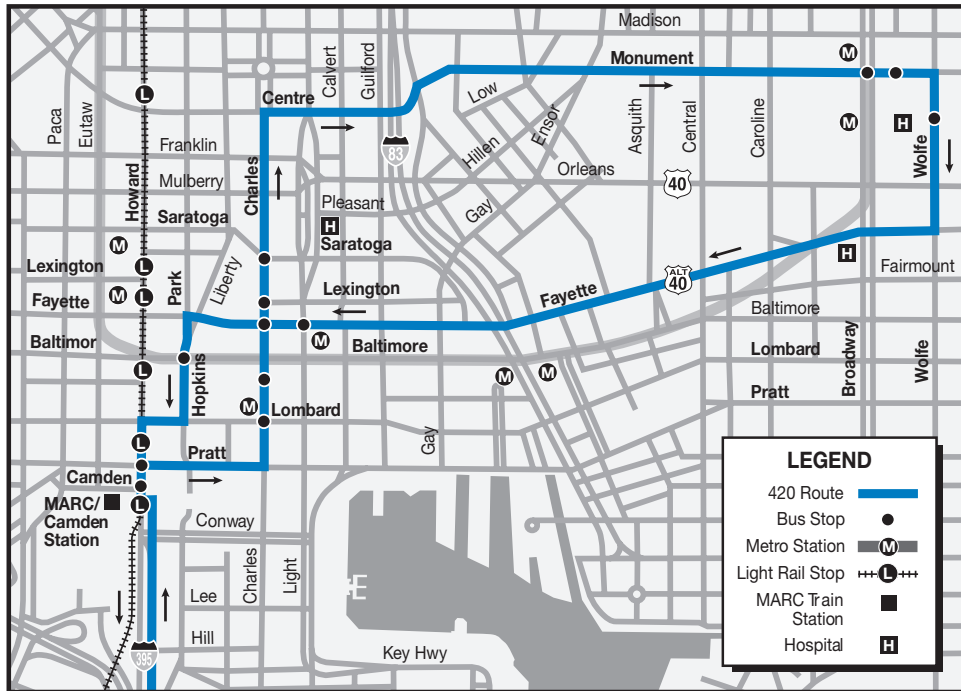 Madison
Monument
Calvert
Guilford
Centre
Low
Paca
Eutaw
Howard
Charles
83
Hillen
Ensor
Asquith
Central
Caroline
Wolfe
Franklin
Mulberry
Orleans
40
Saratoga
Pleasant
H
Saratoga
Gay
M
M
H
L
M
Lexington
L
Park
Liberty
Lexington
ALT
40
H
Fairmount
Fayette
M
L
Fayette
Baltimore
Baltimor
M
Baltimore
Lombard
L
Hopkins
M
M
M
Lombard
Broadway
Wolfe
Pratt
Gay
L
Pratt
Camden
MARC/
Camden
Station
L
Conway
Charles
Light
E
Lee
Hill
395
Key Hwy
LEGEND
420 Route
Bus Stop
Metro Station
M
Light Rail Stop
L
MARC Train
Station
Hospital
H